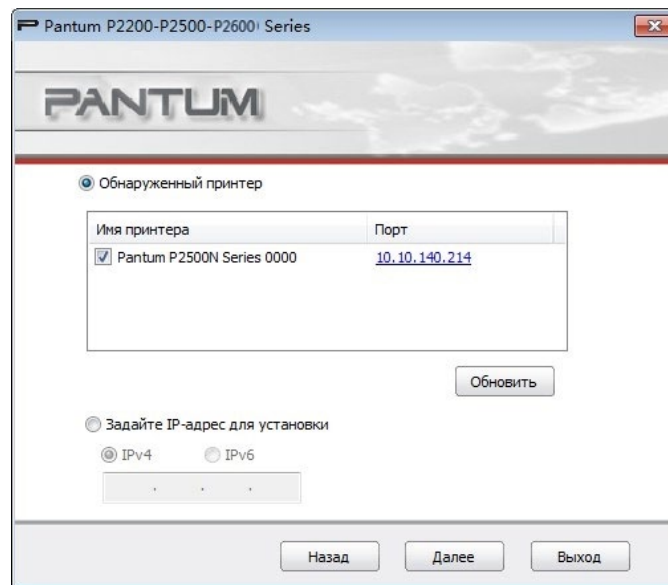 Pantum P2200-P2500-P2600 Series
PANTUM
Обнаруженный принтер
Имя принтера Порт
Pantum P2500N Series 0000 10.10.140.214
Обновить
Задайте IP-адрес для установки
IPv4 IPv6
Назад Далее Выход